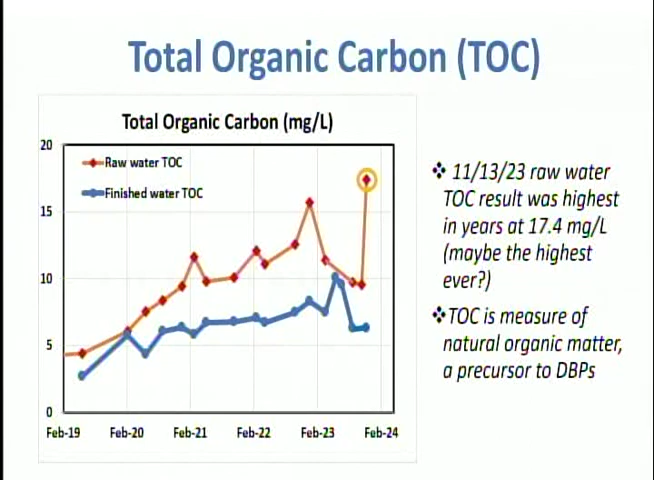 Total Organic Carbon (TOC)
Total Organic Carbon (mg/L)
20
Raw water TOC
Finished water TOC
15
10
5
0
Feb-19 Feb-20 Feb-21 Feb-22 Feb-23 Feb-24
❖ 11/13/23 raw water
TOC result was highest
in years at 17.4 mg/L
(maybe the highest
ever?)
❖TOC is measure of
natural organic matter,
a precursor to DBPs